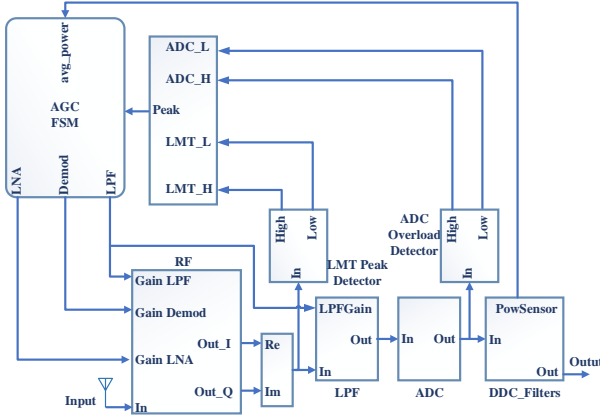 avg_power
AGC
FSM
LNA
Demod
LPF
ADC_L
ADC_H
Peak
LMT_L
LMT_H
High
Low
In
LMT Peak
Detector
ADC
Overload
Detector
High
Low
In
RF
Gain LPF
Gain Demod
Gain LNA
In
Out_I
Out_Q
Input
Re
Im
LPFGain
Out
In
LPF
In
Out
ADC
PowSensor
In
Out
DDC_Filters
Outut